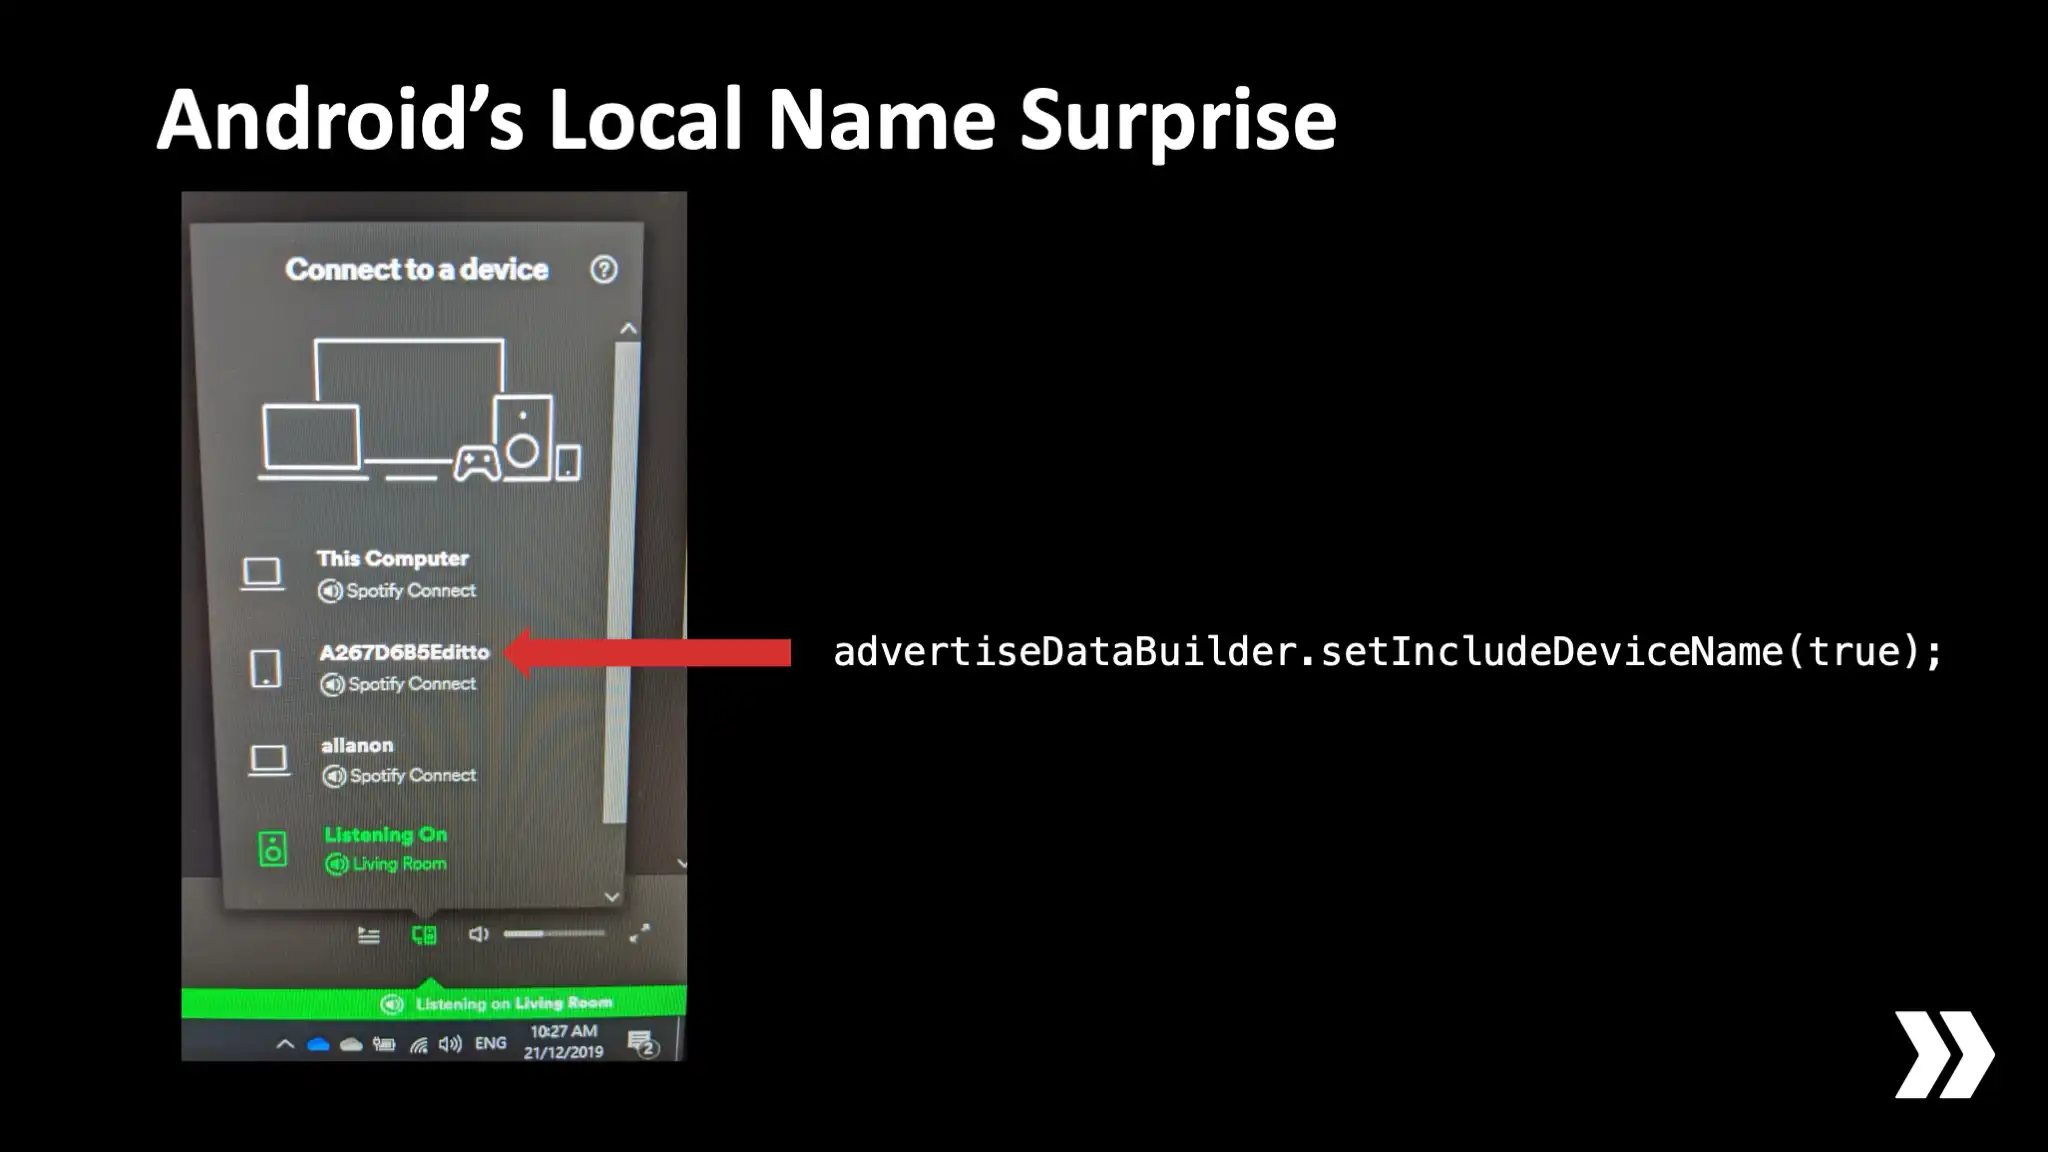 Android’s Local Name Surprise
Connect to a device
This Computer
Spotify Connect
A267D6B5Editto
Spotify Connect
advertiseDataBuilder.setIncludeDeviceName(true);
allanon
Spotify Connect
Listening On
Living Room
Listening on Living Room
ENG
10:27 AM
21/12/2019
2